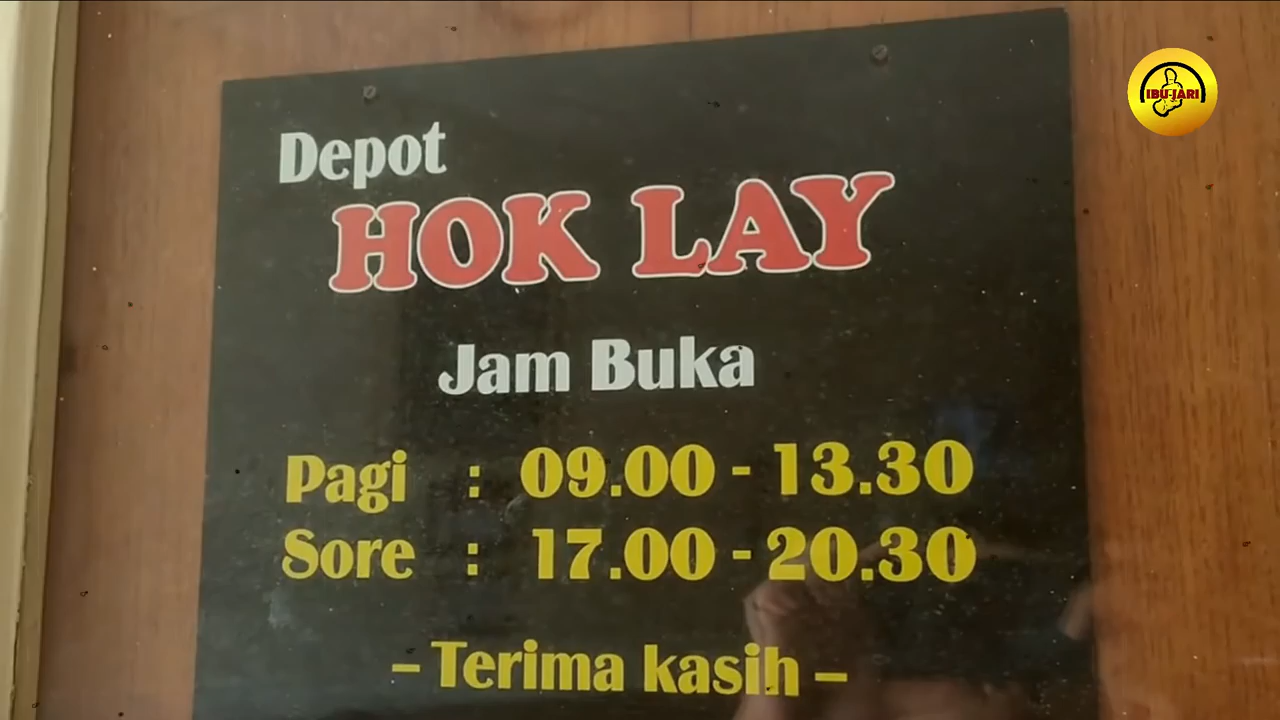 IBU JARI
Depot
HOK LAY
Jam Buka
Pagi : 09.00 - 13.30
Sore : 17.00 - 20.30
– Terima kasih –